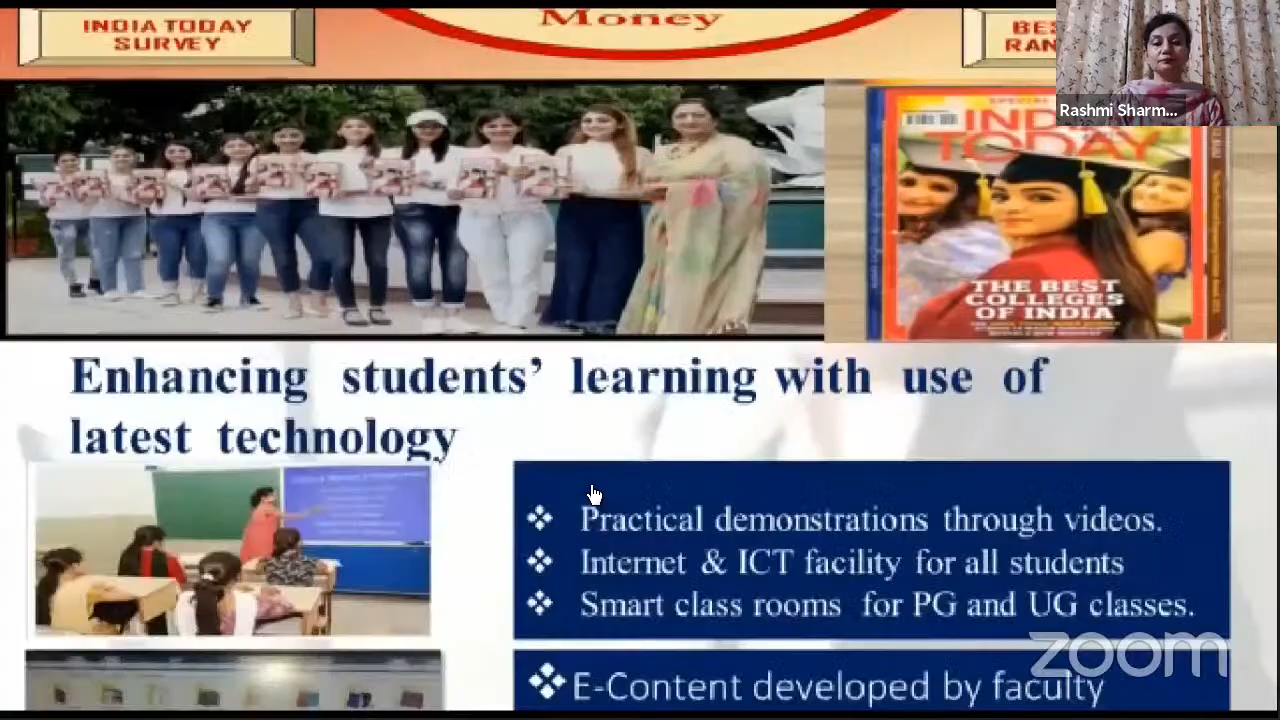 INDIA TODAY
SURVEY
Money
Rashmi Sharm...
THE BEST
COLLEGES
OF INDIA
Enhancing students’ learning with use of
latest technology
❖ Practical demonstrations through videos.
❖ Internet & ICT facility for all students
❖ Smart class rooms for PG and UG classes.
❖E-Content developed by faculty
zoom